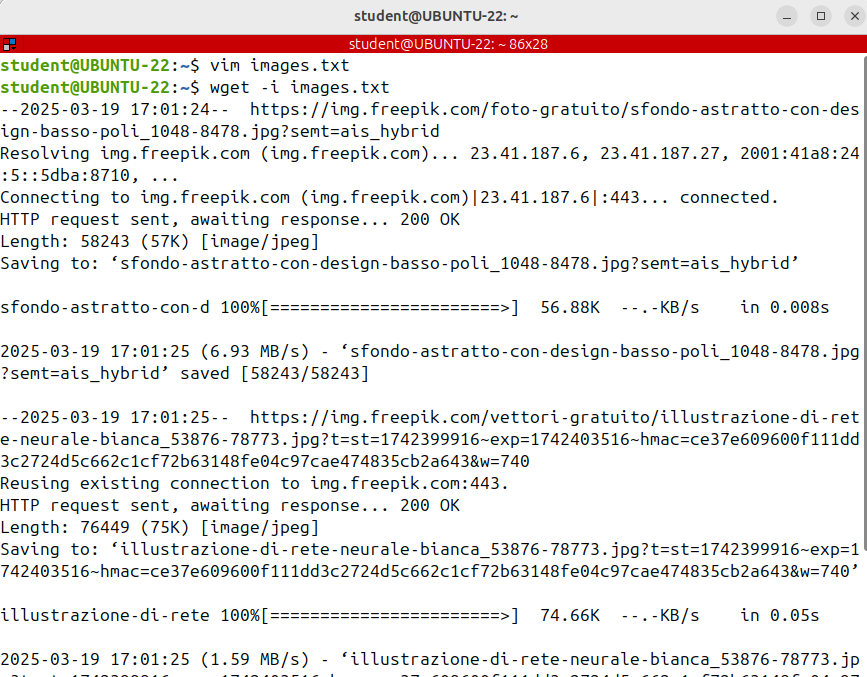 student@UBUNTU-22: ~
student@UBUNTU-22: ~ 86x28
student@UBUNTU-22:~$ vim images.txt
student@UBUNTU-22:~$ wget -i images.txt
--2025-03-19 17:01:24--  https://img.freepik.com/foto-gratuito/sfondo-astratto-con-des
ign-basso-poli_1048-8478.jpg?semt=ais_hybrid
Resolving img.freepik.com (img.freepik.com)... 23.41.187.6, 23.41.187.27, 2001:41a8:24
:5::5dba:8710, ...
Connecting to img.freepik.com (img.freepik.com)|23.41.187.6|:443... connected.
HTTP request sent, awaiting response... 200 OK
Length: 58243 (57K) [image/jpeg]
Saving to: ‘sfondo-astratto-con-design-basso-poli_1048-8478.jpg?semt=ais_hybrid’
sfondo-astratto-con-d 100%[=======================>]  56.88K  --.-KB/s    in 0.008s
2025-03-19 17:01:25 (6.93 MB/s) - ‘sfondo-astratto-con-design-basso-poli_1048-8478.jpg
?semt=ais_hybrid’ saved [58243/58243]
--2025-03-19 17:01:25--  https://img.freepik.com/vettori-gratuito/illustrazione-di-ret
e-neurale-bianca_53876-78773.jpg?t=st=1742399916~exp=1742403516~hmac=ce37e609600f111dd
3c2724d5c662c1cf72b63148fe04c97cae474835cb2a643&w=740
Reusing existing connection to img.freepik.com:443.
HTTP request sent, awaiting response... 200 OK
Length: 76449 (75K) [image/jpeg]
Saving to: ‘illustrazione-di-rete-neurale-bianca_53876-78773.jpg?t=st=1742399916~exp=1
742403516~hmac=ce37e609600f111dd3c2724d5c662c1cf72b63148fe04c97cae474835cb2a643&w=740’
illustrazione-di-rete 100%[=======================>]  74.66K  --.-KB/s    in 0.05s
2025-03-19 17:01:25 (1.59 MB/s) - ‘illustrazione-di-rete-neurale-bianca_53876-78773.jp